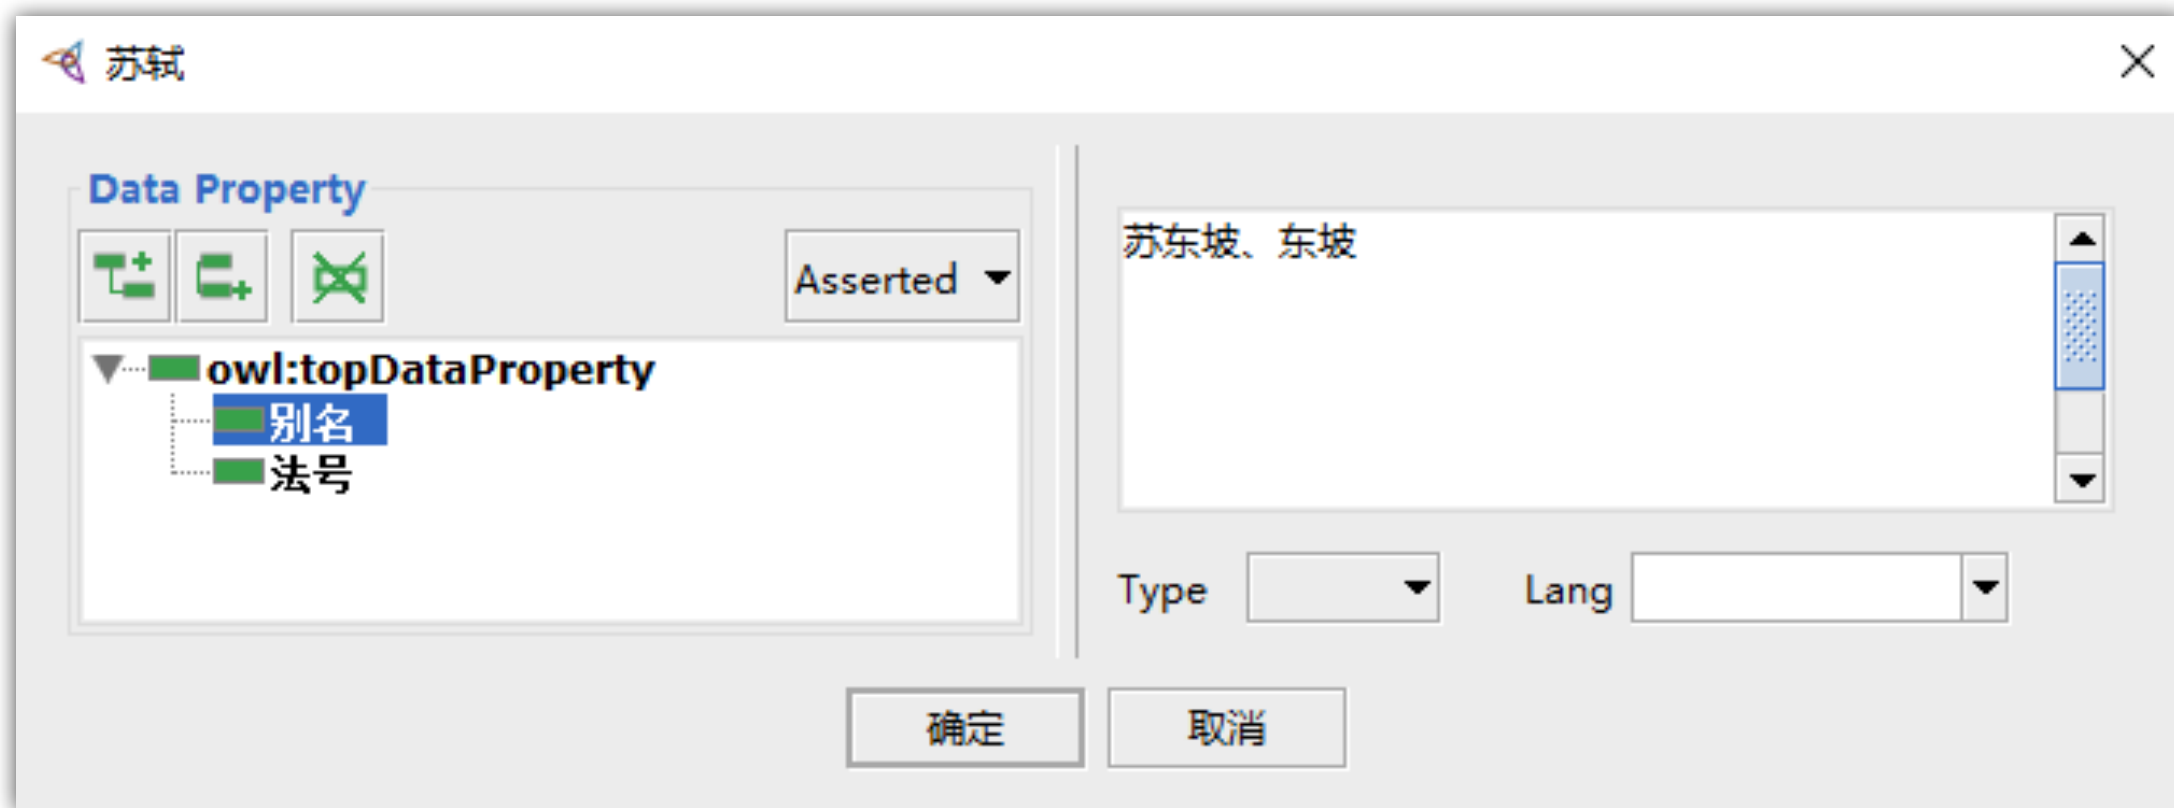 苏轼
Data Property
Asserted
owl:topDataProperty
别名
法号
苏东坡、东坡
Type
Lang
确定
取消